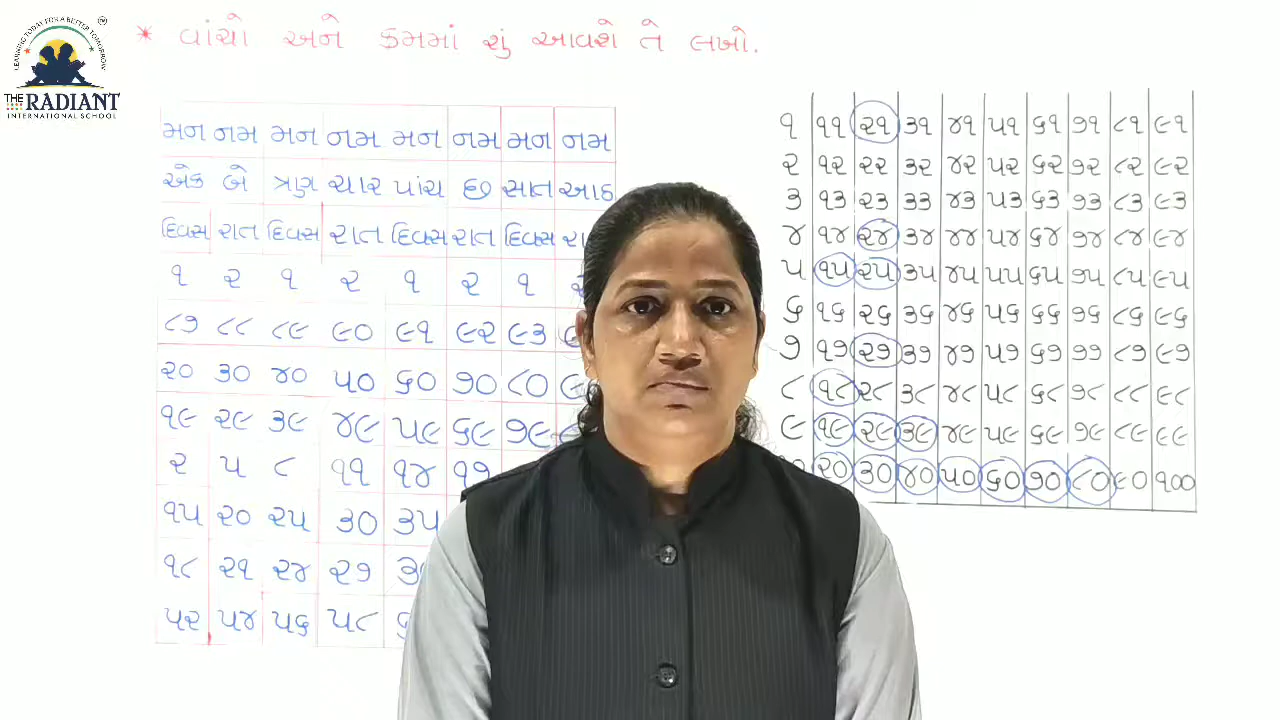 LEARNING TODAY FOR A BETTER TOMORROW
THE RADIANT
INTERNATIONAL SCHOOL
* વાંચો અને ક્રમમાં શું આવશે તે લખો.
મન નમ મન નમ મન નમ મન નમ
એક બે ત્રણ ચાર પાંચ છ સાત આઠ
દિવસ રાત દિવસ રાત દિવસ રાત દિવસ
૧ ૨ ૧ ૨ ૧ ૨ ૧
૮૭ ૮૮ ૮૯ ૯૦ ૯૧ ૯૨ ૯૩
૨૦ ૩૦ ૪૦ ૫૦ ૬૦ ૭૦ ૮૦
૧૯ ૨૯ ૩૯ ૪૯ ૫૯ ૬૯ ૭૯
૨ ૫ ૮ ૧૧ ૧૪ ૧૭
૧૫ ૨૦ ૨૫ ૩૦ ૩૫
૧૮ ૨૧ ૨૪ ૨૭
૫૨ ૫૪ ૫૬ ૫૮
૧ ૧૧ ૨૧ ૩૧ ૪૧ ૫૧ ૬૧ ૭૧ ૮૧ ૯૧
૨ ૧૨ ૨૨ ૩૨ ૪૨ ૫૨ ૬૨ ૭૨ ૮૨ ૯૨
૩ ૧૩ ૨૩ ૩૩ ૪૩ ૫૩ ૬૩ ૭૩ ૮૩ ૯૩
૪ ૧૪ ૨૪ ૩૪ ૪૪ ૫૪ ૬૪ ૭૪ ૮૪ ૯૪
૫ ૧૫ ૨૫ ૩૫ ૪૫ ૫૫ ૬૫ ૭૫ ૮૫ ૯૫
૬ ૧૬ ૨૬ ૩૬ ૪૬ ૫૬ ૬૬ ૭૬ ૮૬ ૯૬
૭ ૧૭ ૨૭ ૩૭ ૪૭ ૫૭ ૬૭ ૭૭ ૮૭ ૯૭
૮ ૧૮ ૨૮ ૩૮ ૪૮ ૫૮ ૬૮ ૭૮ ૮૮ ૯૮
૯ ૧૯ ૨૯ ૩૯ ૪૯ ૫૯ ૬૯ ૭૯ ૮૯ ૯૯
૨૦ ૩૦ ૪૦ ૫૦ ૬૦ ૭૦ ૮૦ ૯૦ ૧૦૦